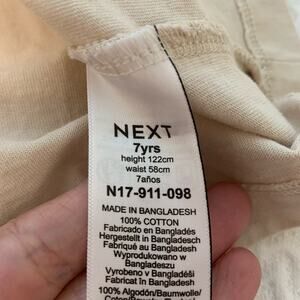 NEXT
7yrs
height 122cm
waist 58cm
7años
N17-911-098
MADE IN BANGLADESH
100% COTTON
Fabricado en Bangladés
Hergestellt in Bangladesch
Fabriqué au Bangladesh
Wyprodukowano w
Bangladeszu
Vyrobeno v Bangladéši
Fabricat în Bangladesh
100% Algodón/Baumwolle/